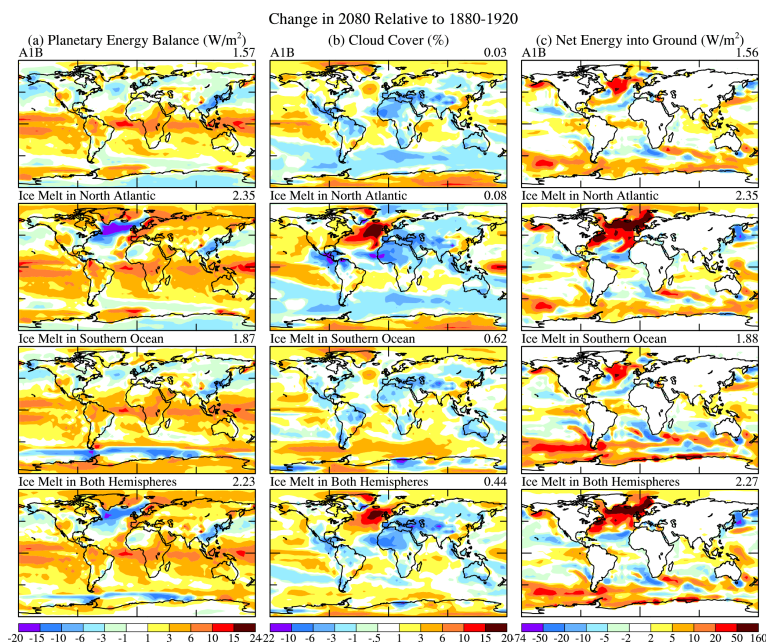 Change in 2080 Relative to 1880-1920
(a) Planetary Energy Balance (W/m²) (b) Cloud Cover (%) (c) Net Energy into Ground (W/m²)
A1B 1.57 A1B 0.03 A1B 1.56
Ice Melt in North Atlantic 2.35 Ice Melt in North Atlantic 0.08 Ice Melt in North Atlantic 2.35
Ice Melt in Southern Ocean 1.87 Ice Melt in Southern Ocean 0.62 Ice Melt in Southern Ocean 1.88
Ice Melt in Both Hemispheres 2.23 Ice Melt in Both Hemispheres 0.44 Ice Melt in Both Hemispheres 2.27
-20 -15 -10 -6 -3 -1 1 3 6 10 15 24 -22 -10 -6 -3 -1 -.5 1 3 6 10 15 20 -74 -50 -20 -10 -5 -2 2 5 10 20 50 160